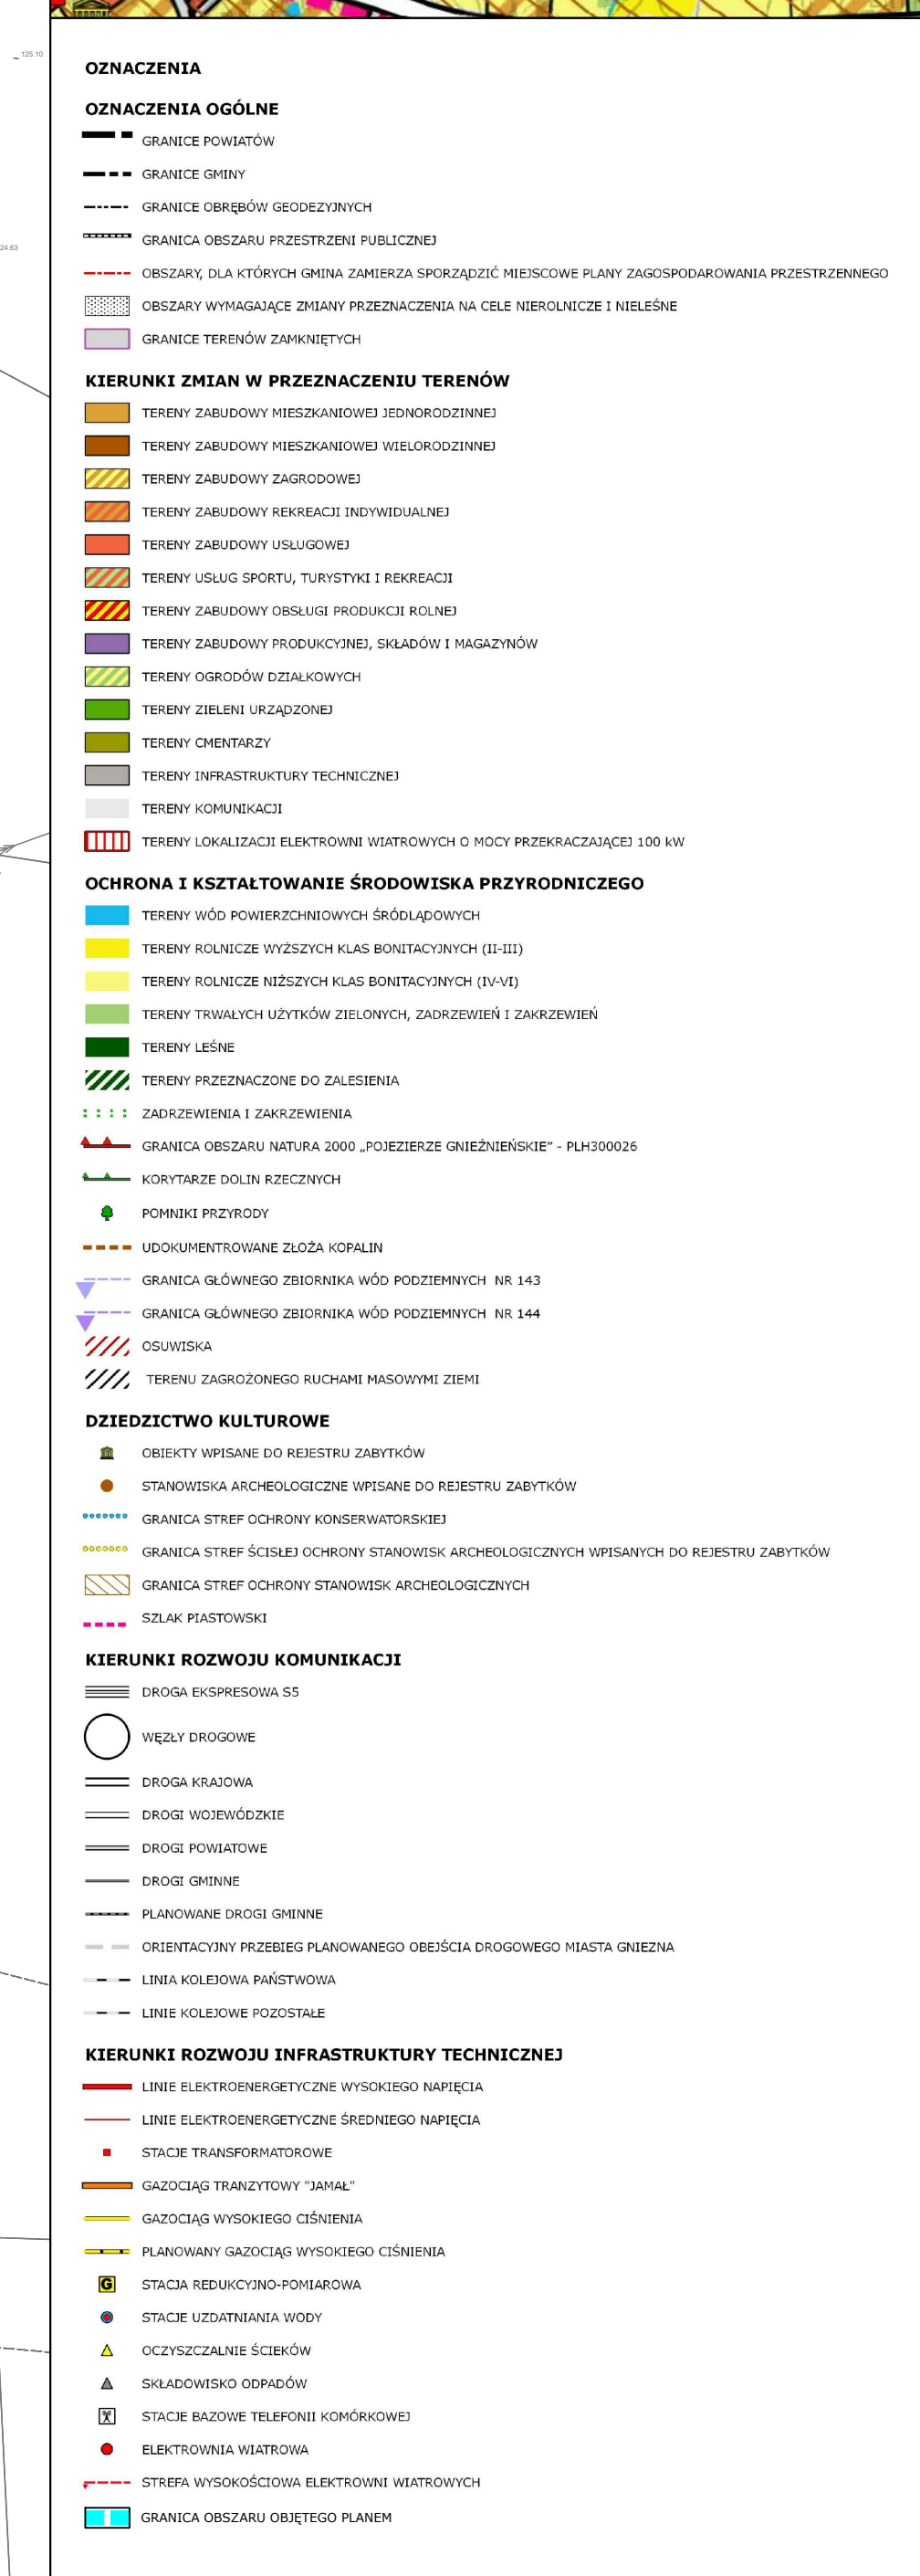 125.10
OZNACZENIA
OZNACZENIA OGÓLNE
GRANICE POWIATÓW
GRANICE GMINY
GRANICE OBRĘBÓW GEODEZYJNYCH
24.63
GRANICA OBSZARU PRZESTRZENI PUBLICZNEJ
OBSZARY, DLA KTÓRYCH GMINA ZAMIERZA SPORZĄDZIĆ MIEJSCOWE PLANY ZAGOSPODAROWANIA PRZESTRZENNEGO
OBSZARY WYMAGAJĄCE ZMIANY PRZEZNACZENIA NA CELE NIEROLNICZE I NIELEŚNE
GRANICE TERENÓW ZAMKNIĘTYCH
KIERUNKI ZMIAN W PRZEZNACZENIU TERENÓW
TERENY ZABUDOWY MIESZKANIOWEJ JEDNORODZINNEJ
TERENY ZABUDOWY MIESZKANIOWEJ WIELORODZINNEJ
TERENY ZABUDOWY ZAGRODOWEJ
TERENY ZABUDOWY REKREACJI INDYWIDUALNEJ
TERENY ZABUDOWY USŁUGOWEJ
TERENY USŁUG SPORTU, TURYSTYKI I REKREACJI
TERENY ZABUDOWY OBSŁUGI PRODUKCJI ROLNEJ
TERENY ZABUDOWY PRODUKCYJNEJ, SKŁADÓW I MAGAZYNÓW
TERENY OGRODÓW DZIAŁKOWYCH
TERENY ZIELENI URZĄDZONEJ
TERENY CMENTARZY
TERENY INFRASTRUKTURY TECHNICZNEJ
TERENY KOMUNIKACJI
TERENY LOKALIZACJI ELEKTROWNI WIATROWYCH O MOCY PRZEKRACZAJĄCEJ 100 kW
OCHRONA I KSZTAŁTOWANIE ŚRODOWISKA PRZYRODNICZEGO
TERENY WÓD POWIERZCHNIOWYCH ŚRÓDLĄDOWYCH
TERENY ROLNICZE WYŻSZYCH KLAS BONITACYJNYCH (II-III)
TERENY ROLNICZE NIŻSZYCH KLAS BONITACYJNYCH (IV-VI)
TERENY TRWAŁYCH UŻYTKÓW ZIELONYCH, ZADRZEWIEŃ I ZAKRZEWIEŃ
TERENY LEŚNE
TERENY PRZEZNACZONE DO ZALESIENIA
ZADRZEWIENIA I ZAKRZEWIENIA
GRANICA OBSZARU NATURA 2000 „POJEZIERZE GNIEŹNIEŃSKIE” - PLH300026
KORYTARZE DOLIN RZECZNYCH
POMNIKI PRZYRODY
UDOKUMENTROWANE ZŁOŻA KOPALIN
GRANICA GŁÓWNEGO ZBIORNIKA WÓD PODZIEMNYCH NR 143
GRANICA GŁÓWNEGO ZBIORNIKA WÓD PODZIEMNYCH NR 144
OSUWISKA
TERENU ZAGROŻONEGO RUCHAMI MASOWYMI ZIEMI
DZIEDZICTWO KULTUROWE
OBIEKTY WPISANE DO REJESTRU ZABYTKÓW
STANOWISKA ARCHEOLOGICZNE WPISANE DO REJESTRU ZABYTKÓW
GRANICA STREF OCHRONY KONSERWATORSKIEJ
GRANICA STREF ŚCISŁEJ OCHRONY STANOWISK ARCHEOLOGICZNYCH WPISANYCH DO REJESTRU ZABYTKÓW
GRANICA STREF OCHRONY STANOWISK ARCHEOLOGICZNYCH
SZLAK PIASTOWSKI
KIERUNKI ROZWOJU KOMUNIKACJI
DROGA EKSPRESOWA S5
WĘZŁY DROGOWE
DROGA KRAJOWA
DROGI WOJEWÓDZKIE
DROGI POWIATOWE
DROGI GMINNE
PLANOWANE DROGI GMINNE
ORIENTACYJNY PRZEBIEG PLANOWANEGO OBEJŚCIA DROGOWEGO MIASTA GNIEZNA
LINIA KOLEJOWA PAŃSTWOWA
LINIE KOLEJOWE POZOSTAŁE
KIERUNKI ROZWOJU INFRASTRUKTURY TECHNICZNEJ
LINIE ELEKTROENERGETYCZNE WYSOKIEGO NAPIĘCIA
LINIE ELEKTROENERGETYCZNE ŚREDNIEGO NAPIĘCIA
STACJE TRANSFORMATOROWE
GAZOCIĄG TRANZYTOWY "JAMAŁ"
GAZOCIĄG WYSOKIEGO CIŚNIENIA
PLANOWANY GAZOCIĄG WYSOKIEGO CIŚNIENIA
G STACJA REDUKCYJNO-POMIAROWA
STACJE UZDATNIANIA WODY
OCZYSZCZALNIE ŚCIEKÓW
SKŁADOWISKO ODPADÓW
STACJE BAZOWE TELEFONII KOMÓRKOWEJ
ELEKTROWNIA WIATROWA
STREFA WYSOKOŚCIOWA ELEKTROWNI WIATROWYCH
GRANICA OBSZARU OBJĘTEGO PLANEM